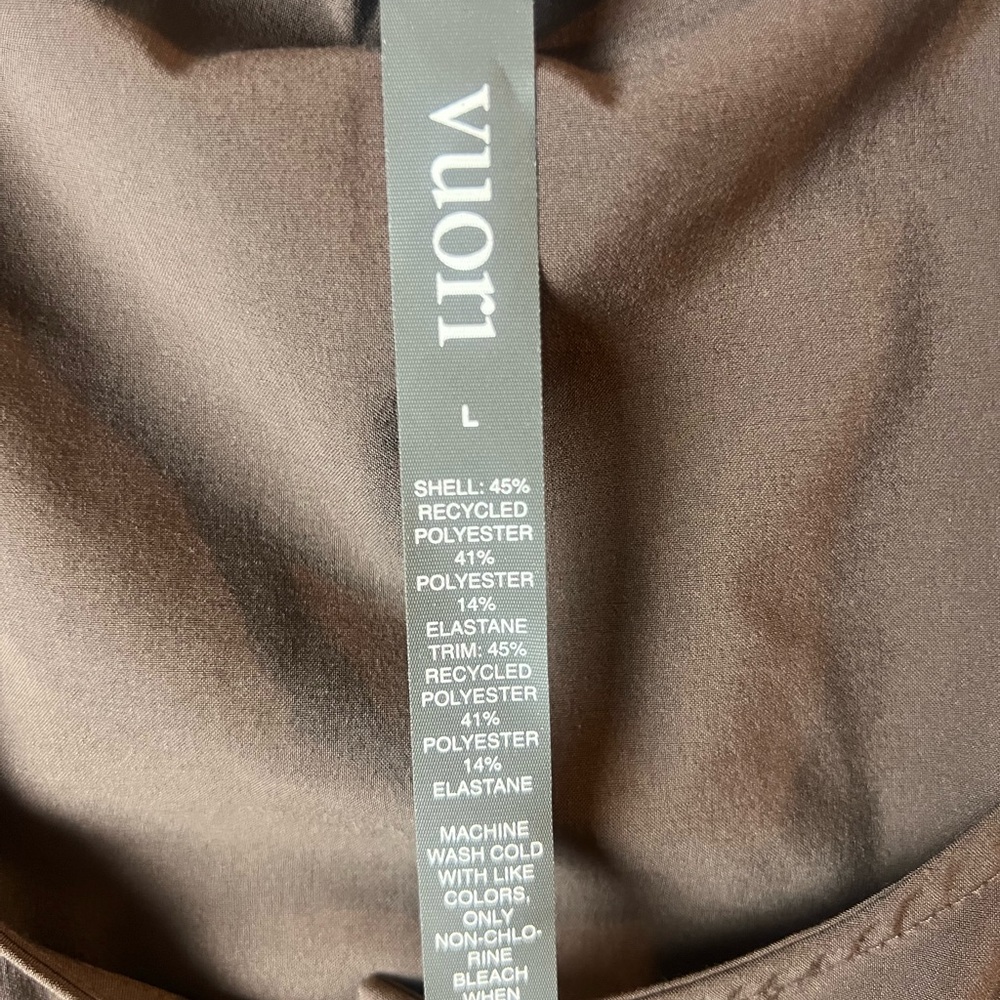 vuori
L
SHELL: 45%
RECYCLED
POLYESTER
41%
POLYESTER
14%
ELASTANE
TRIM: 45%
RECYCLED
POLYESTER
41%
POLYESTER
14%
ELASTANE
MACHINE
WASH COLD
WITH LIKE
COLORS,
ONLY
NON-CHLO-
RINE
BLEACH
WHEN